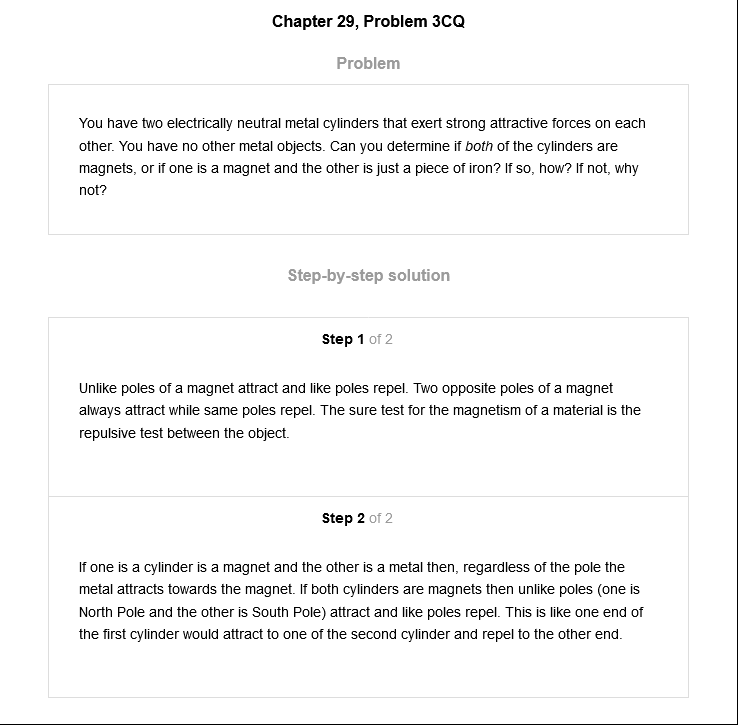 Chapter 29, Problem 3CQ
Problem
You have two electrically neutral metal cylinders that exert strong attractive forces on each
other. You have no other metal objects. Can you determine if both of the cylinders are
magnets, or if one is a magnet and the other is just a piece of iron? If so, how? If not, why
not?
Step-by-step solution
Step 1 of 2
Unlike poles of a magnet attract and like poles repel. Two opposite poles of a magnet
always attract while same poles repel. The sure test for the magnetism of a material is the
repulsive test between the object.
Step 2 of 2
If one is a cylinder is a magnet and the other is a metal then, regardless of the pole the
metal attracts towards the magnet. If both cylinders are magnets then unlike poles (one is
North Pole and the other is South Pole) attract and like poles repel. This is like one end of
the first cylinder would attract to one of the second cylinder and repel to the other end.